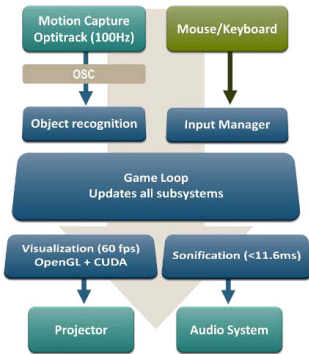 Motion Capture
Optitrack (100Hz)
Mouse/Keyboard
OSC
Object recognition
Input Manager
Game Loop
Updates all subsystems
Visualization (60 fps)
OpenGL + CUDA
Sonification (<11.6ms)
Projector
Audio System